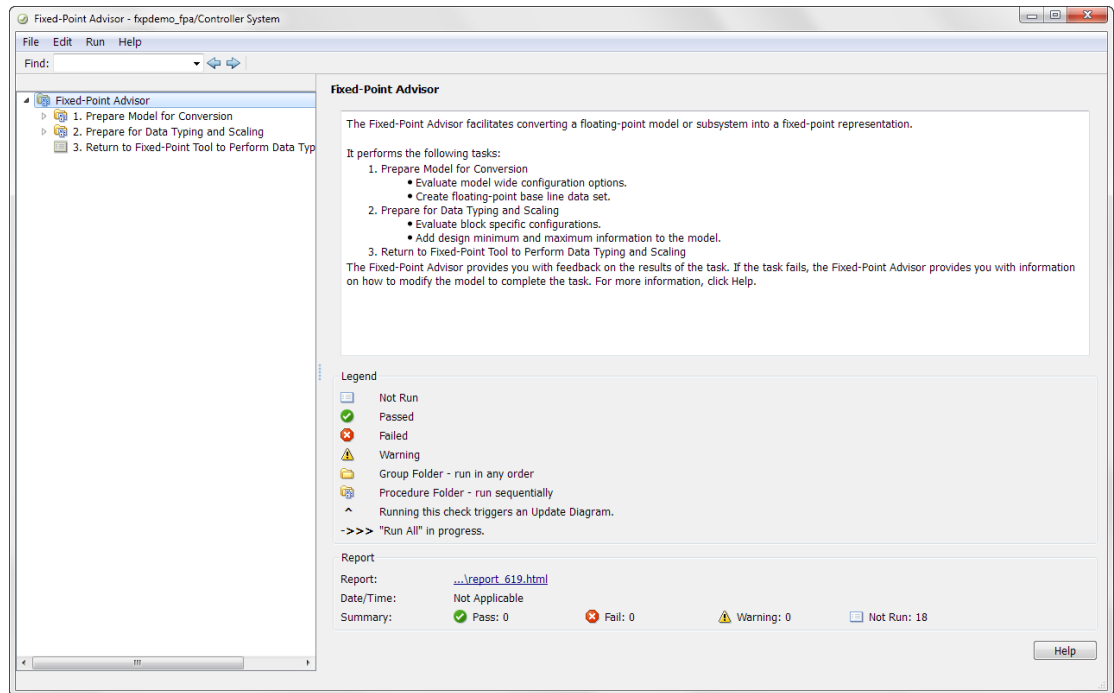 Fixed-Point Advisor - fxpdemo_fpa/Controller System
File Edit Run Help
Find:
Fixed-Point Advisor
1. Prepare Model for Conversion
2. Prepare for Data Typing and Scaling
3. Return to Fixed-Point Tool to Perform Data Typ
Fixed-Point Advisor
The Fixed-Point Advisor facilitates converting a floating-point model or subsystem into a fixed-point representation.
It performs the following tasks:
1. Prepare Model for Conversion
• Evaluate model wide configuration options.
• Create floating-point base line data set.
2. Prepare for Data Typing and Scaling
• Evaluate block specific configurations.
• Add design minimum and maximum information to the model.
3. Return to Fixed-Point Tool to Perform Data Typing and Scaling
The Fixed-Point Advisor provides you with feedback on the results of the task. If the task fails, the Fixed-Point Advisor provides you with information
on how to modify the model to complete the task. For more information, click Help.
Legend
Not Run
Passed
Failed
Warning
Group Folder - run in any order
Procedure Folder - run sequentially
^ Running this check triggers an Update Diagram.
->>> "Run All" in progress.
Report
Report: ...\report_619.html
Date/Time: Not Applicable
Summary: Pass: 0 Fail: 0 Warning: 0 Not Run: 18
Help